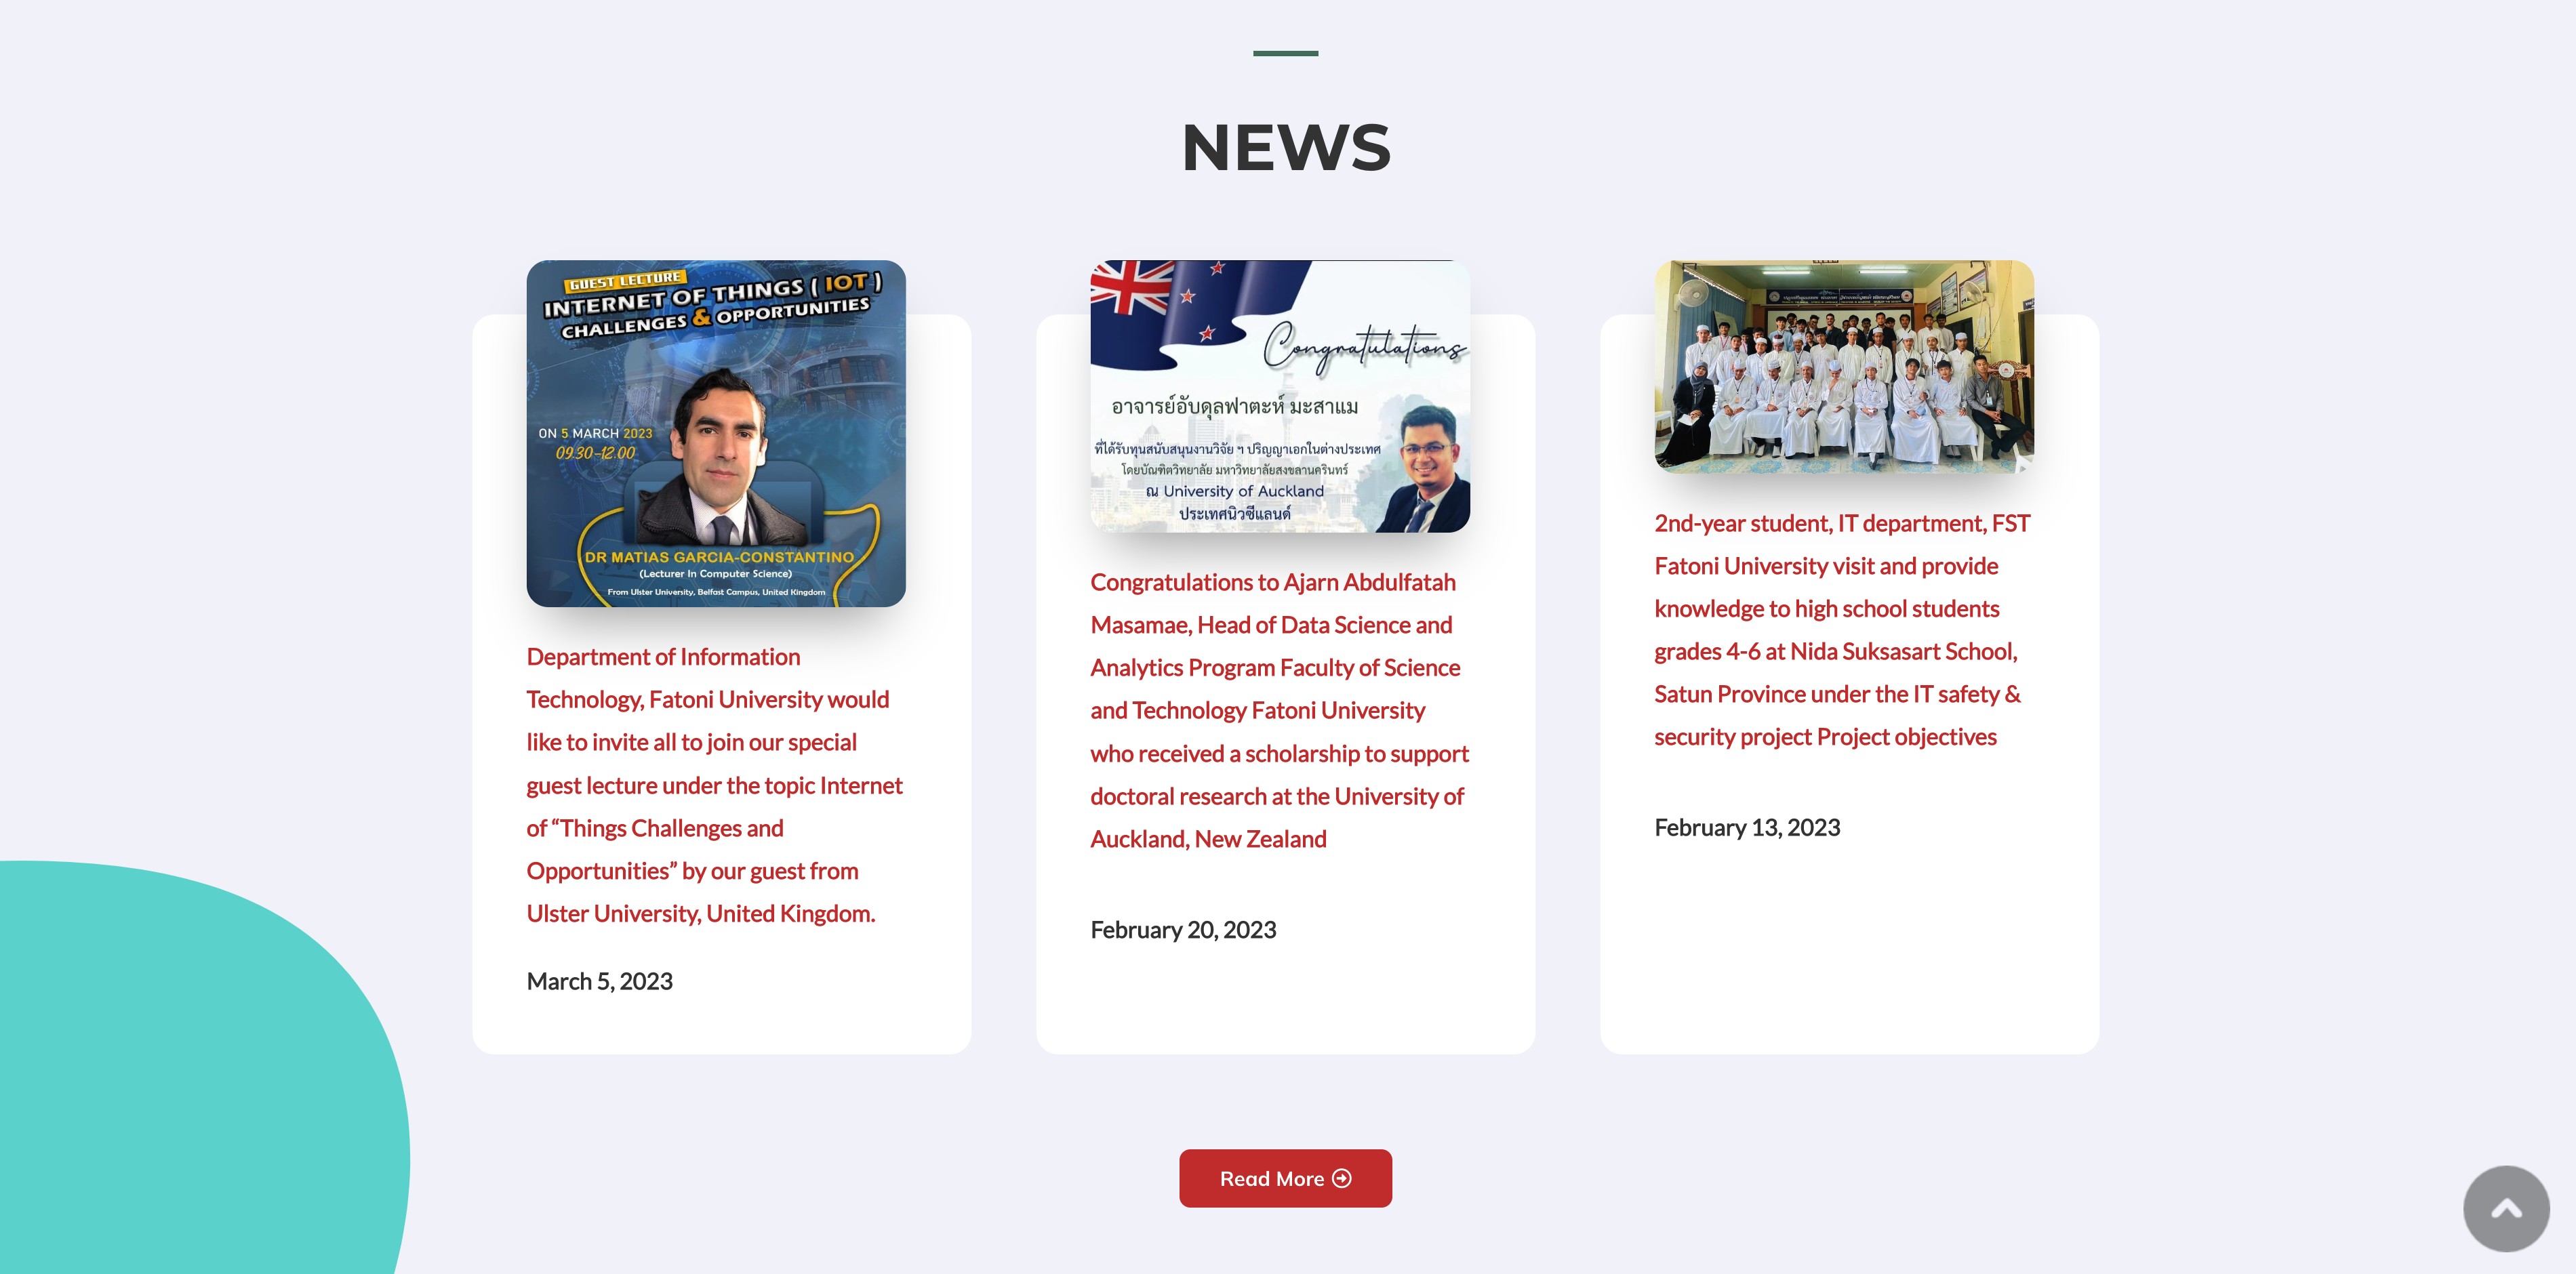 NEWS
GUEST LECTURE
INTERNET OF THINGS ( IOT )
CHALLENGES & OPPORTUNITIES
ON 5 MARCH 2023
09.30-12.00
DR MATIAS GARCIA-CONSTANTINO
(Lecturer In Computer Science)
From Ulster University, Belfast Campus, United Kingdom
Department of Information
Technology, Fatoni University would
like to invite all to join our special
guest lecture under the topic Internet
of “Things Challenges and
Opportunities” by our guest from
Ulster University, United Kingdom.
March 5, 2023
Congratulations
อาจารย์อับดุลฟาตะห์ มะสาแม
ที่ได้รับทุนสนับสนุนงานวิจัย ฯ ปริญญาเอกในต่างประเทศ
โดยบัณฑิตวิทยาลัย มหาวิทยาลัยสงขลานครินทร์
ณ University of Auckland
ประเทศนิวซีแลนด์
Congratulations to Ajarn Abdulfatah
Masamae, Head of Data Science and
Analytics Program Faculty of Science
and Technology Fatoni University
who received a scholarship to support
doctoral research at the University of
Auckland, New Zealand
February 20, 2023
2nd-year student, IT department, FST
Fatoni University visit and provide
knowledge to high school students
grades 4-6 at Nida Suksasart School,
Satun Province under the IT safety &
security project Project objectives
February 13, 2023
Read More